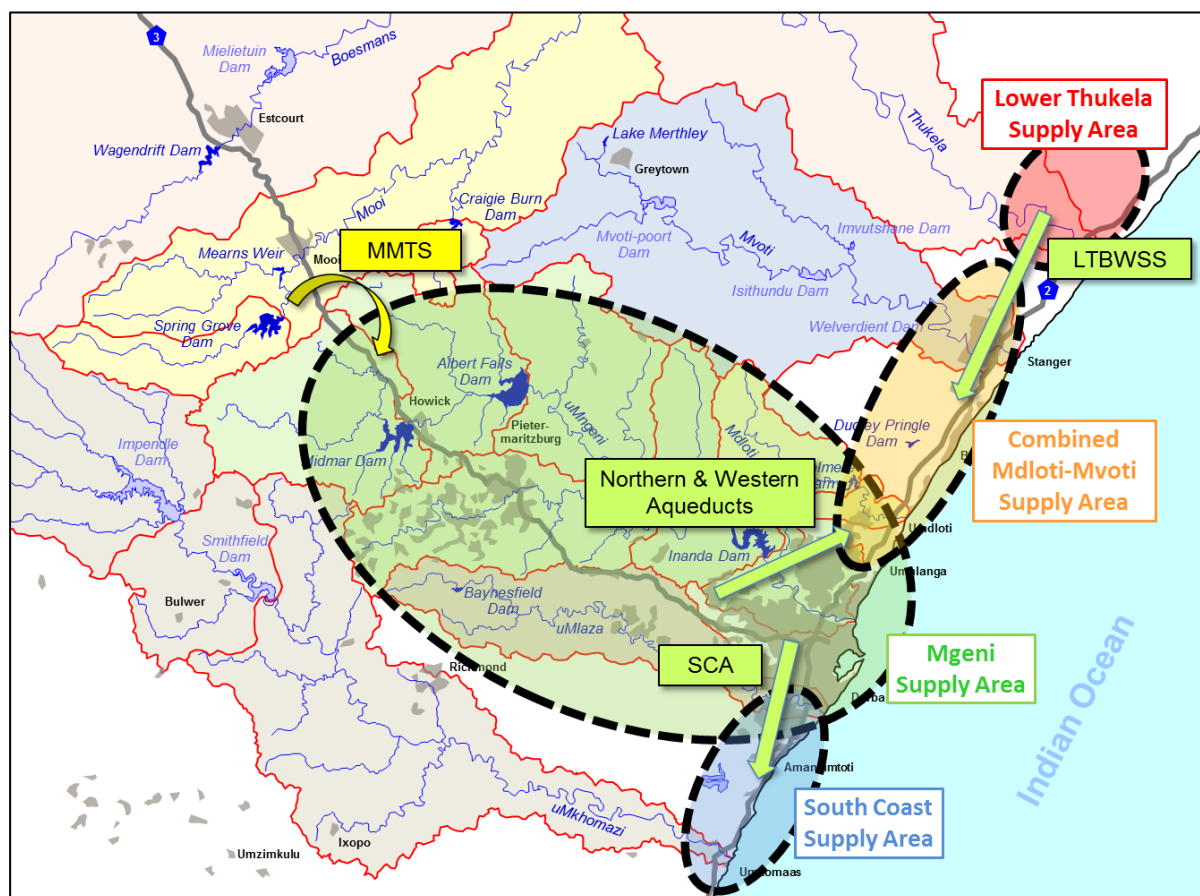 3
Mielietuin
Dam
Boesmans
Estcourt
Wagendrift Dam
Lake Merthley
Greytown
Thukela
Lower Thukela
Supply Area
Mooi
Craigie Burn
Dam
Mearns Weir
Mooi
MMTS
Mvoti-poort
Dam
Mvoti
Imvutshane Dam
LTBWSS
2
Isithundu Dam
Spring Grove
Dam
Welverdient Dam
Stanger
Albert Falls
Dam
Howick
uMngeni
Pieter-
maritzburg
Mdloti
Dudley Pringle
Dam
Impendle
Dam
Midmar Dam
Northern & Western
Aqueducts
Combined
Mdloti-Mvoti
Supply Area
Smithfield
Dam
Inanda Dam
Bulwer
Baynesfield
Dam
uMlaza
SCA
Richmond
Mgeni
Supply Area
Indian Ocean
uMkhomazi
South Coast
Supply Area
Ixopo
Umzimkulu